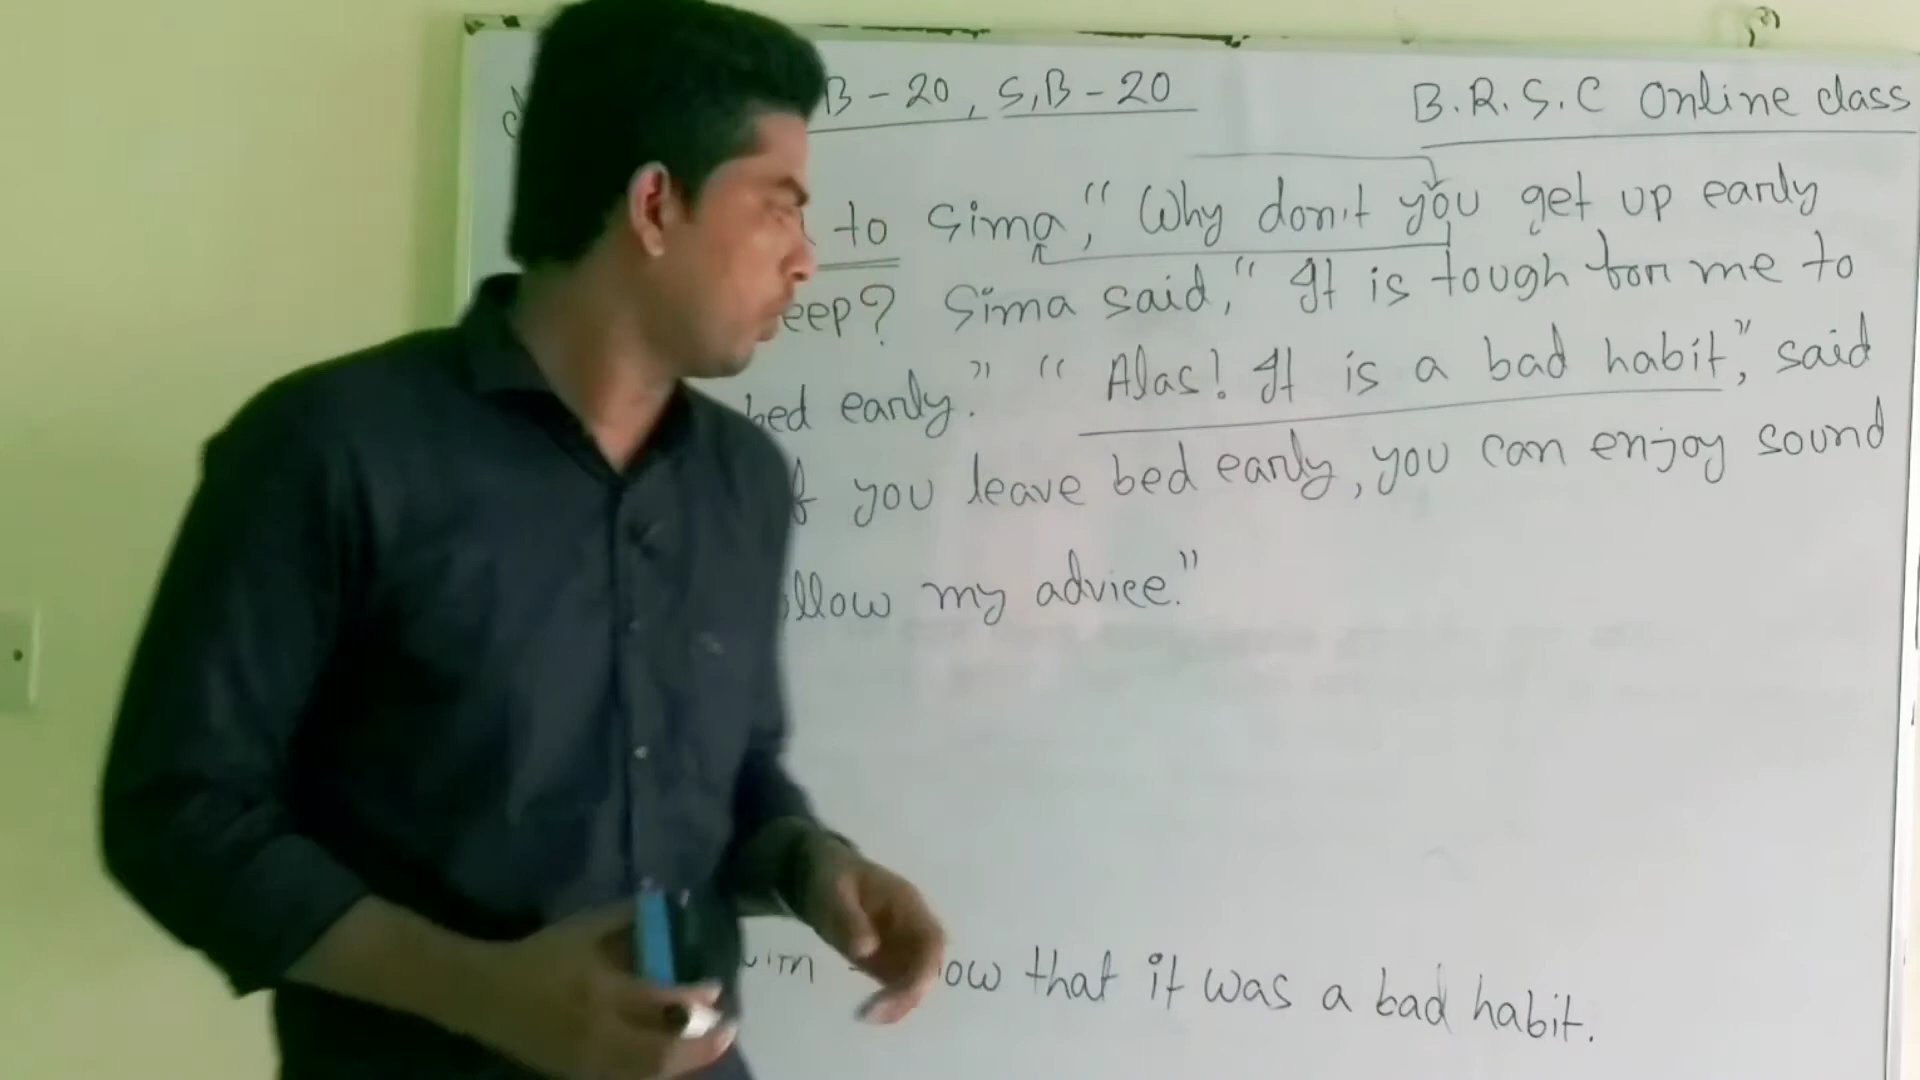 B - 20, S,B - 20
B.R.S.C Online class
to Sima, “Why don't you get up early
eep? Sima said, “It is tough for me to
bed early.” “Alas! It is a bad habit”, said
f you leave bed early, you can enjoy sound
llow my advice.”
ow that it was a bad habit.